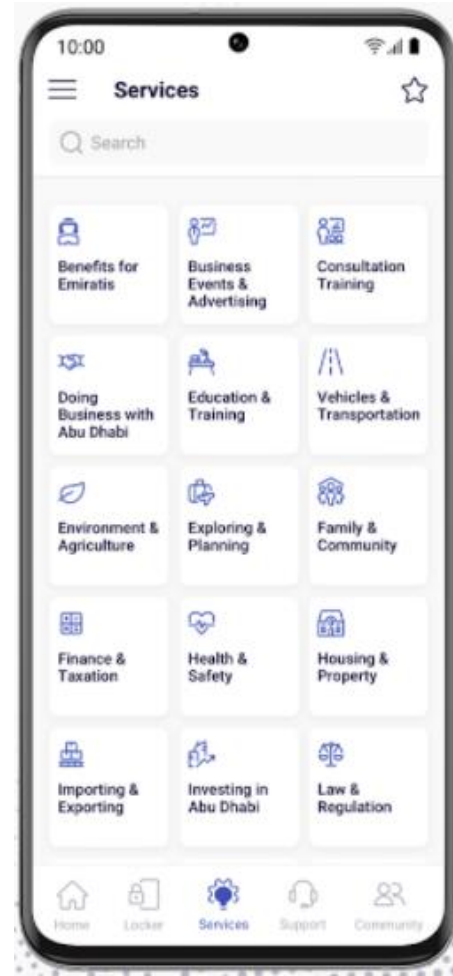 10:00
Services
Search
Benefits for
Emiratis
Business
Events &
Advertising
Consultation
Training
Doing
Business with
Abu Dhabi
Education &
Training
Vehicles &
Transportation
Environment &
Agriculture
Exploring &
Planning
Family &
Community
Finance &
Taxation
Health &
Safety
Housing &
Property
Importing &
Exporting
Investing in
Abu Dhabi
Law &
Regulation
Home
Locker
Services
Support
Community